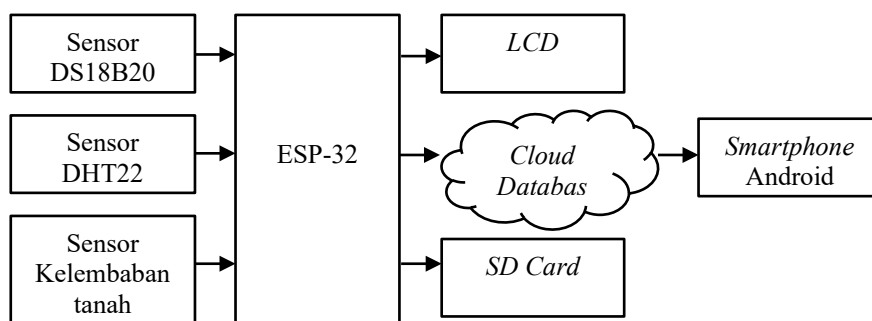 Sensor
DS18B20
Sensor
DHT22
Sensor
Kelembaban
tanah
ESP-32
LCD
Cloud
Databas
SD Card
Smartphone
Android